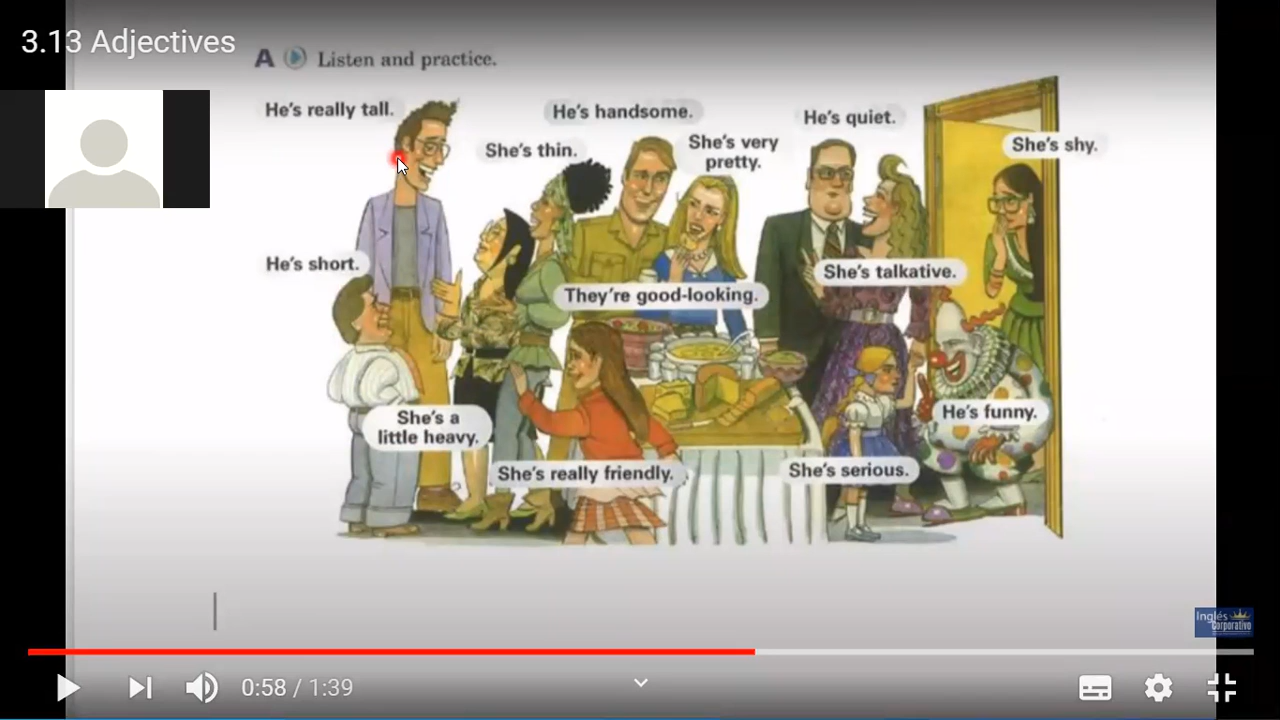 3.13 Adjectives
A Listen and practice.
He's really tall.
He's handsome.
He's quiet.
She's thin.
She's very
pretty.
She's shy.
He's short.
She's talkative.
They're good-looking.
She's a
little heavy.
He's funny.
She's really friendly.
She's serious.
Inglés
Corporativo
0:58 / 1:39